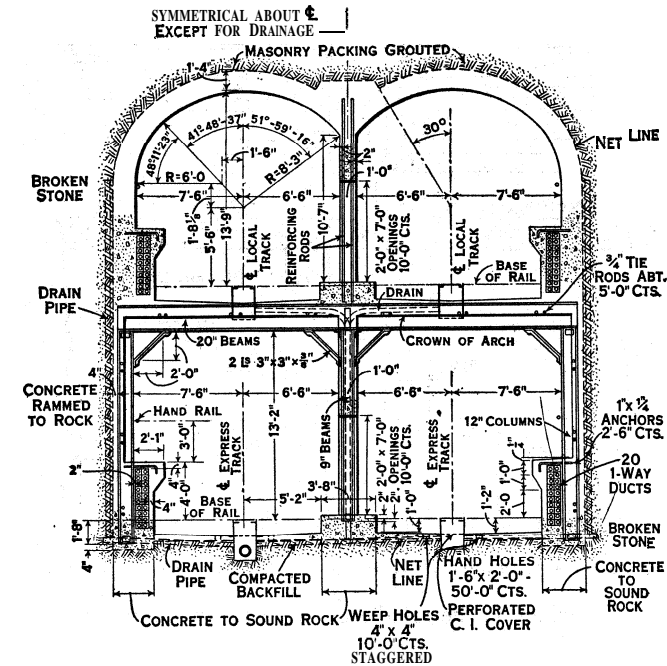 SYMMETRICAL ABOUT ℄
EXCEPT FOR DRAINAGE
MASONRY PACKING GROUTED
1'-4"
41°-48'-37"
51°-59'-16"
48°11'-23"
30°
NET LINE
1'-6"
R=8'-3"
2"
1'-0"
R=6'-0
BROKEN
STONE
7'-6"
6'-6"
6'-6"
7'-6"
5'-6"
13'-9"
℄ LOCAL
TRACK
REINFORCING
RODS
10'-7"
2'-0" x 7'-0"
OPENINGS
10'-0" CTS.
℄ LOCAL
TRACK
BASE
OF RAIL
3/4" TIE
RODS ABT.
5'-0" CTS.
DRAIN
PIPE
DRAIN
20" BEAMS
CROWN OF ARCH
4"
2'-0"
1'-0"
7'-6"
6'-6"
6'-6"
7'-6"
CONCRETE
RAMMED
TO ROCK
HAND RAIL
2'-1"
3'-0"
℄ EXPRESS
TRACK
13'-2"
9" BEAMS
2'-0" x 7'-0"
OPENINGS
10'-0" CTS.
℄ EXPRESS
TRACK
12" COLUMNS
1" x 1¼"
ANCHORS
2'-6" CTS.
2"
4"
4'-0"
4"
BASE
OF RAIL
5'-2"
3'-8"
2"
2"
1'-0"
1'-2"
1'-0"
2'-0
20
1-WAY
DUCTS
1'-8"
4"
BROKEN
STONE
DRAIN
PIPE
COMPACTED
BACKFILL
NET
LINE
HAND HOLES
1'-6" x 2'-0" -
50'-0" CTS.
CONCRETE
TO
SOUND
ROCK
CONCRETE TO SOUND ROCK
WEEP HOLES
4" x 4"
10'-0" CTS.
STAGGERED
PERFORATED
C. I. COVER